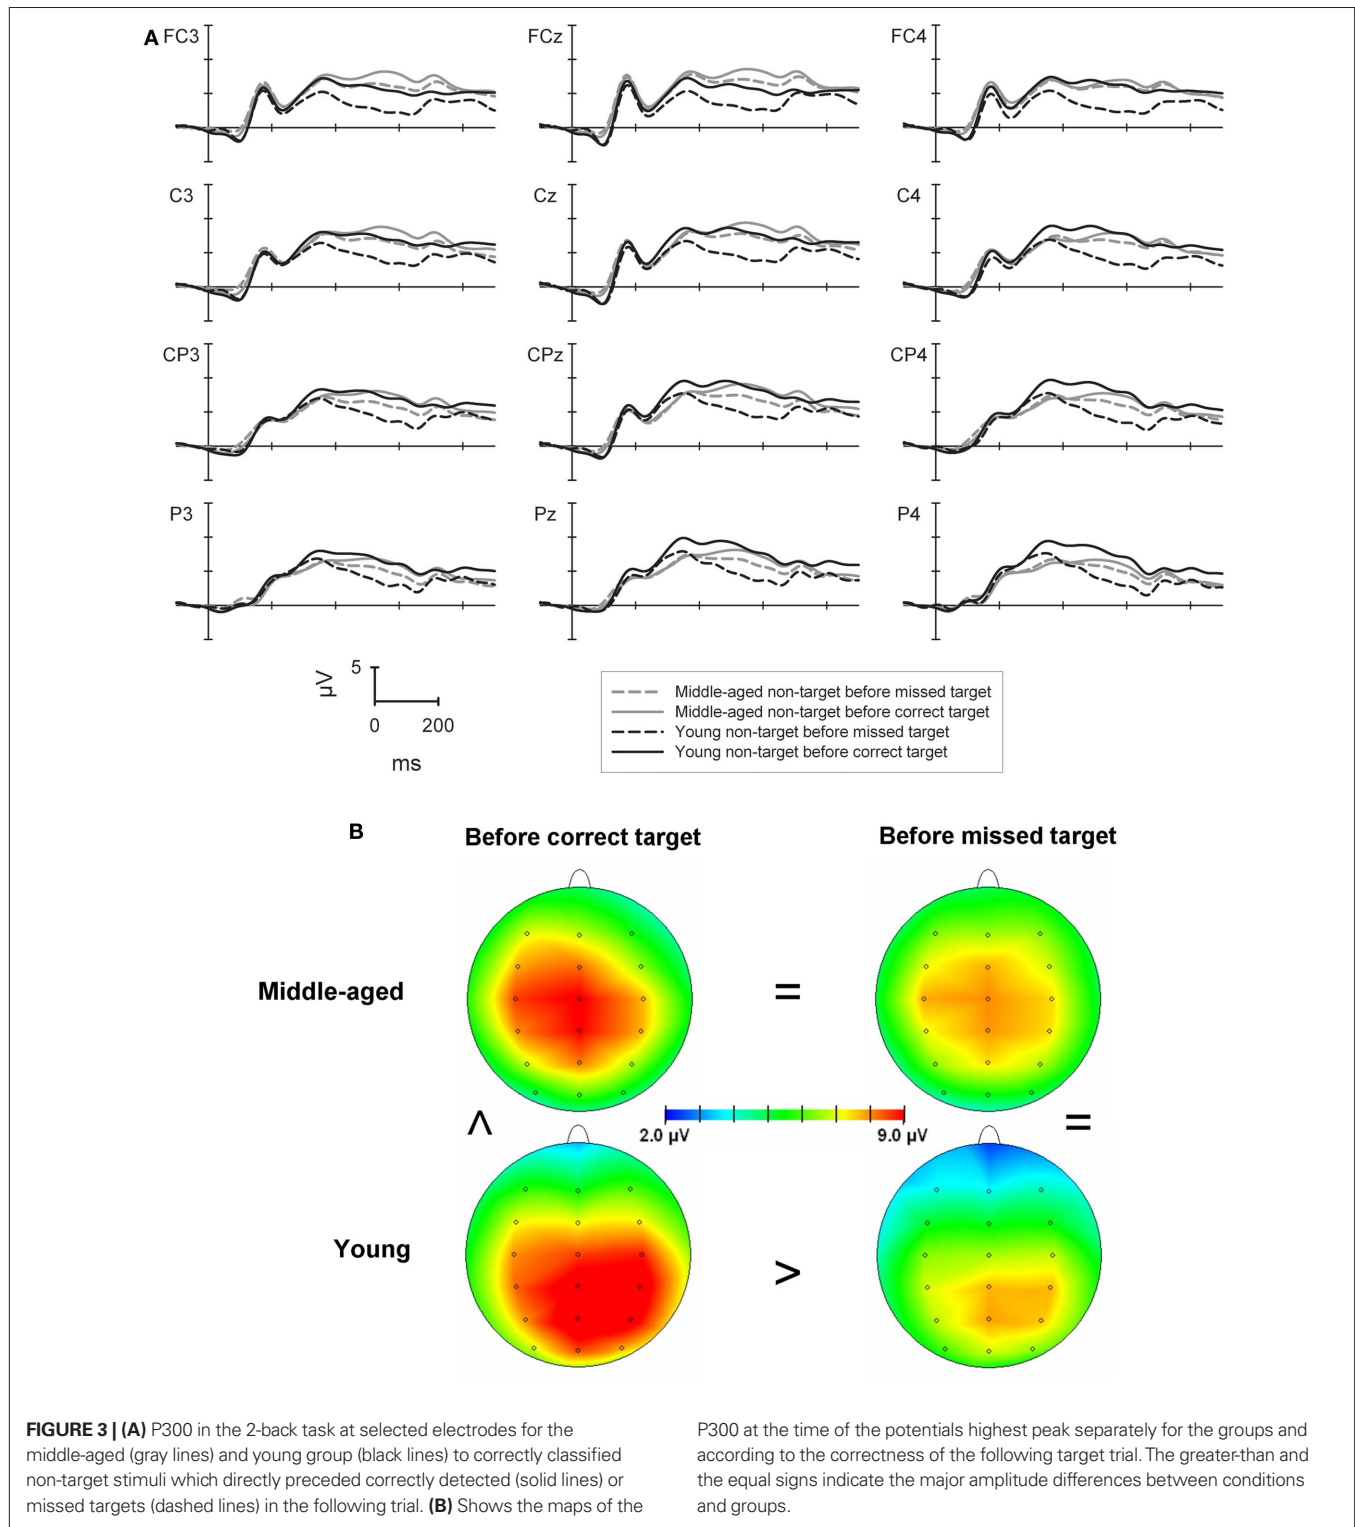 A FC3 FCz FC4
C3 Cz C4
CP3 CPz CP4
P3 Pz P4
µV 5
0 200
ms
Middle-aged non-target before missed target
Middle-aged non-target before correct target
Young non-target before missed target
Young non-target before correct target
B Before correct target Before missed target
Middle-aged = 
< 2.0 µV 9.0 µV =
Young >
FIGURE 3 | (A) P300 in the 2-back task at selected electrodes for the
middle-aged (gray lines) and young group (black lines) to correctly classified
non-target stimuli which directly preceded correctly detected (solid lines) or
missed targets (dashed lines) in the following trial. (B) Shows the maps of the
P300 at the time of the potentials highest peak separately for the groups and
according to the correctness of the following target trial. The greater-than and
the equal signs indicate the major amplitude differences between conditions
and groups.